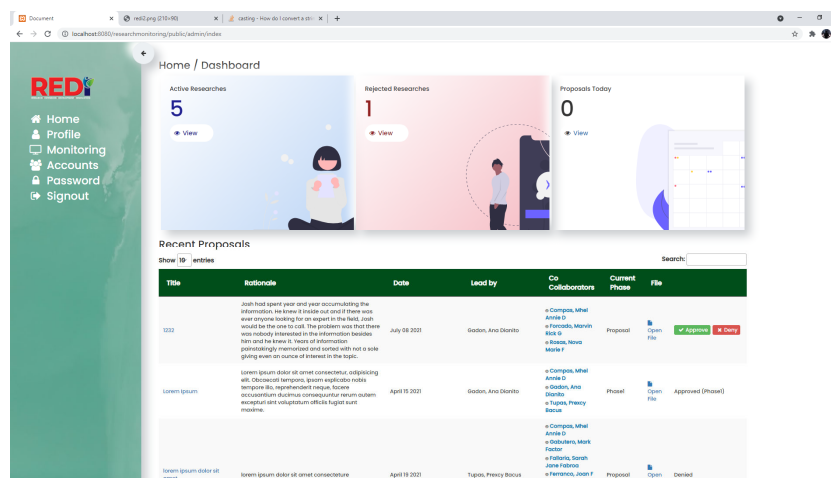 Document
redi2.png (210×90)
casting - How do I convert a stri
localhost:8080/researchmonitoring/public/admin/index
REDi
Home
Profile
Monitoring
Accounts
Password
Signout
Home / Dashboard
Active Researches
5
View
Rejected Researches
1
View
Proposals Today
0
View
Recent Proposals
Show 10 entries
Search:
Title Rationale Date Lead by Co Collaborators Current Phase File
1233
Josh had spent year and year accumulating the
information. He knew it inside out and if there was
ever anyone looking for an expert in the field, Josh
would be the one to call. The problem was that there
was nobody interested in the information besides
him and he knew it. Years of information
painstakingly memorized and sorted with not a sole
giving even an ounce of interest in the topic.
July 08 2021
Gadon, Ana Dianito
Compas, Mhel
Annie D
Forcado, Marvin
Rick G
Rosas, Nova
Marie F
Proposal
Open
File
Approve
Deny
Lorem Ipsum
Lorem ipsum dolor sit amet consectetur, adipisicing
elit. Obcaecati tempora, ipsam explicabo nobis
tempore illo, reprehenderit neque, facere
accusantium ducimus consequuntur rerum autem
excepturi sint voluptatum officiis fugiat sunt
maxime.
April 15 2021
Gadon, Ana Dianito
Compas, Mhel
Annie D
Gadon, Ana
Dianito
Tupas, Prexcy
Bacus
Phase1
Open
File
Approved (Phase1)
lorem ipsum dolor sit
lorem ipsum dolor sit amet consecteture
April 19 2021
Tupas, Prexcy Bacus
Compas, Mhel
Annie D
Gabutero, Mark
Factor
Fallaria, Sarah
Jane Fabroa
Ferranco, Joan F
Proposal
Open
Denied